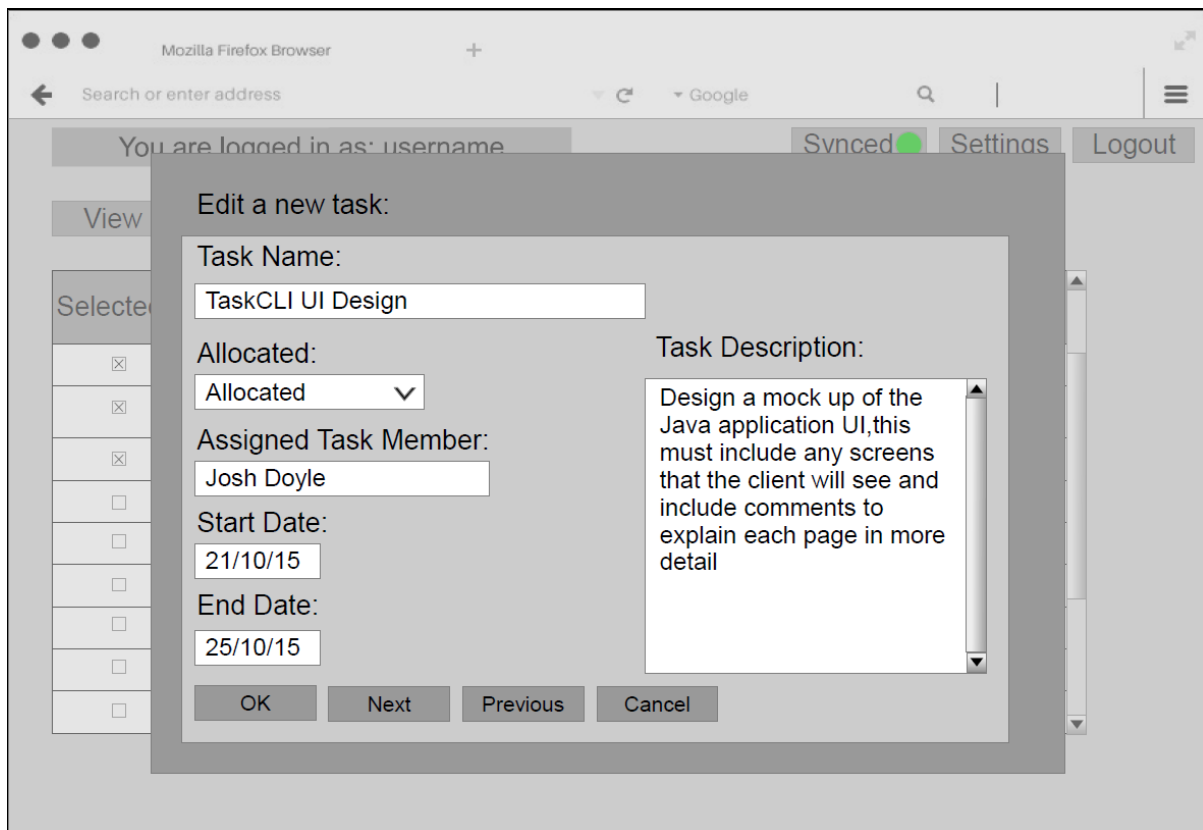 Mozilla Firefox Browser
Search or enter address
Google
You are logged in as: username
Synced
Settings
Logout
View
Edit a new task:
Task Name:
TaskCLI UI Design
Selected
Allocated:
Allocated
Assigned Task Member:
Josh Doyle
Start Date:
21/10/15
End Date:
25/10/15
Task Description:
Design a mock up of the
Java application UI,this
must include any screens
that the client will see and
include comments to
explain each page in more
detail
OK
Next
Previous
Cancel